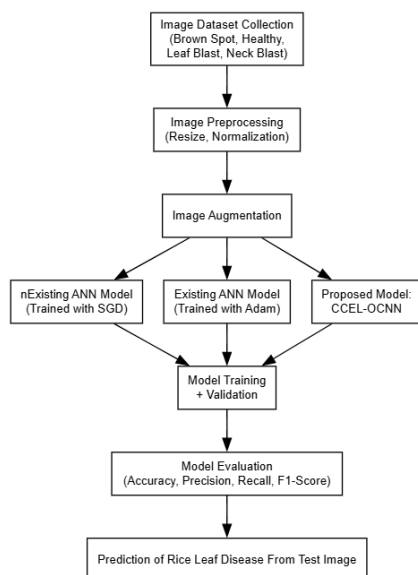 Image Dataset Collection
(Brown Spot, Healthy,
Leaf Blast, Neck Blast)
Image Preprocessing
(Resize, Normalization)
Image Augmentation
nExisting ANN Model
(Trained with SGD)
Existing ANN Model
(Trained with Adam)
Proposed Model:
CCEL-OCNN
Model Training
+ Validation
Model Evaluation
(Accuracy, Precision, Recall, F1-Score)
Prediction of Rice Leaf Disease From Test Image